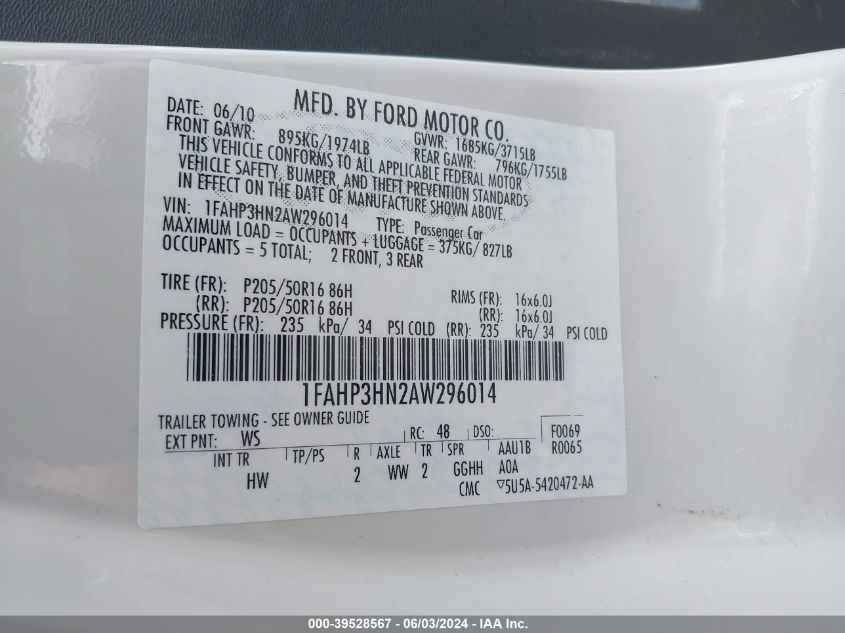 MFD. BY FORD MOTOR CO.
DATE: 06/10 GVWR: 1685KG/3715LB
FRONT GAWR: 895KG/1974LB REAR GAWR: 796KG/1755LB
THIS VEHICLE CONFORMS TO ALL APPLICABLE FEDERAL MOTOR
VEHICLE SAFETY, BUMPER, AND THEFT PREVENTION STANDARDS
IN EFFECT ON THE DATE OF MANUFACTURE SHOWN ABOVE.
VIN: 1FAHP3HN2AW296014 TYPE: Passenger Car
MAXIMUM LOAD = OCCUPANTS + LUGGAGE = 375KG/ 827LB
OCCUPANTS = 5 TOTAL; 2 FRONT, 3 REAR
TIRE (FR): P205/50R16 86H RIMS (FR): 16x6.0J
(RR): P205/50R16 86H (RR): 16x6.0J
PRESSURE (FR): 235 kPa/ 34 PSI COLD (RR): 235 kPa/ 34 PSI COLD
1FAHP3HN2AW296014
TRAILER TOWING - SEE OWNER GUIDE
EXT PNT: WS RC: 48 DSO: F0069
R0065
INT TR TP/PS R AXLE TR SPR AAU1B
HW 2 WW 2 GGHH AOA
CMC ▽5U5A-5420472-AA
000-39528567 - 06/03/2024 - IAA Inc.